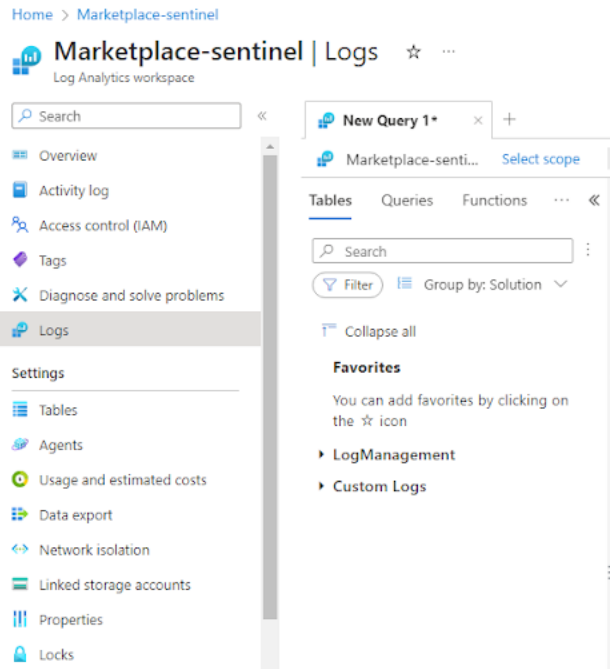 Home > Marketplace-sentinel
Marketplace-sentinel | Logs
Log Analytics workspace
Search
Overview
Activity log
Access control (IAM)
Tags
Diagnose and solve problems
Logs
Settings
Tables
Agents
Usage and estimated costs
Data export
Network isolation
Linked storage accounts
Properties
Locks
New Query 1*
Marketplace-senti... Select scope
Tables Queries Functions
Search
Filter Group by: Solution
Collapse all
Favorites
You can add favorites by clicking on
the ☆ icon
LogManagement
Custom Logs